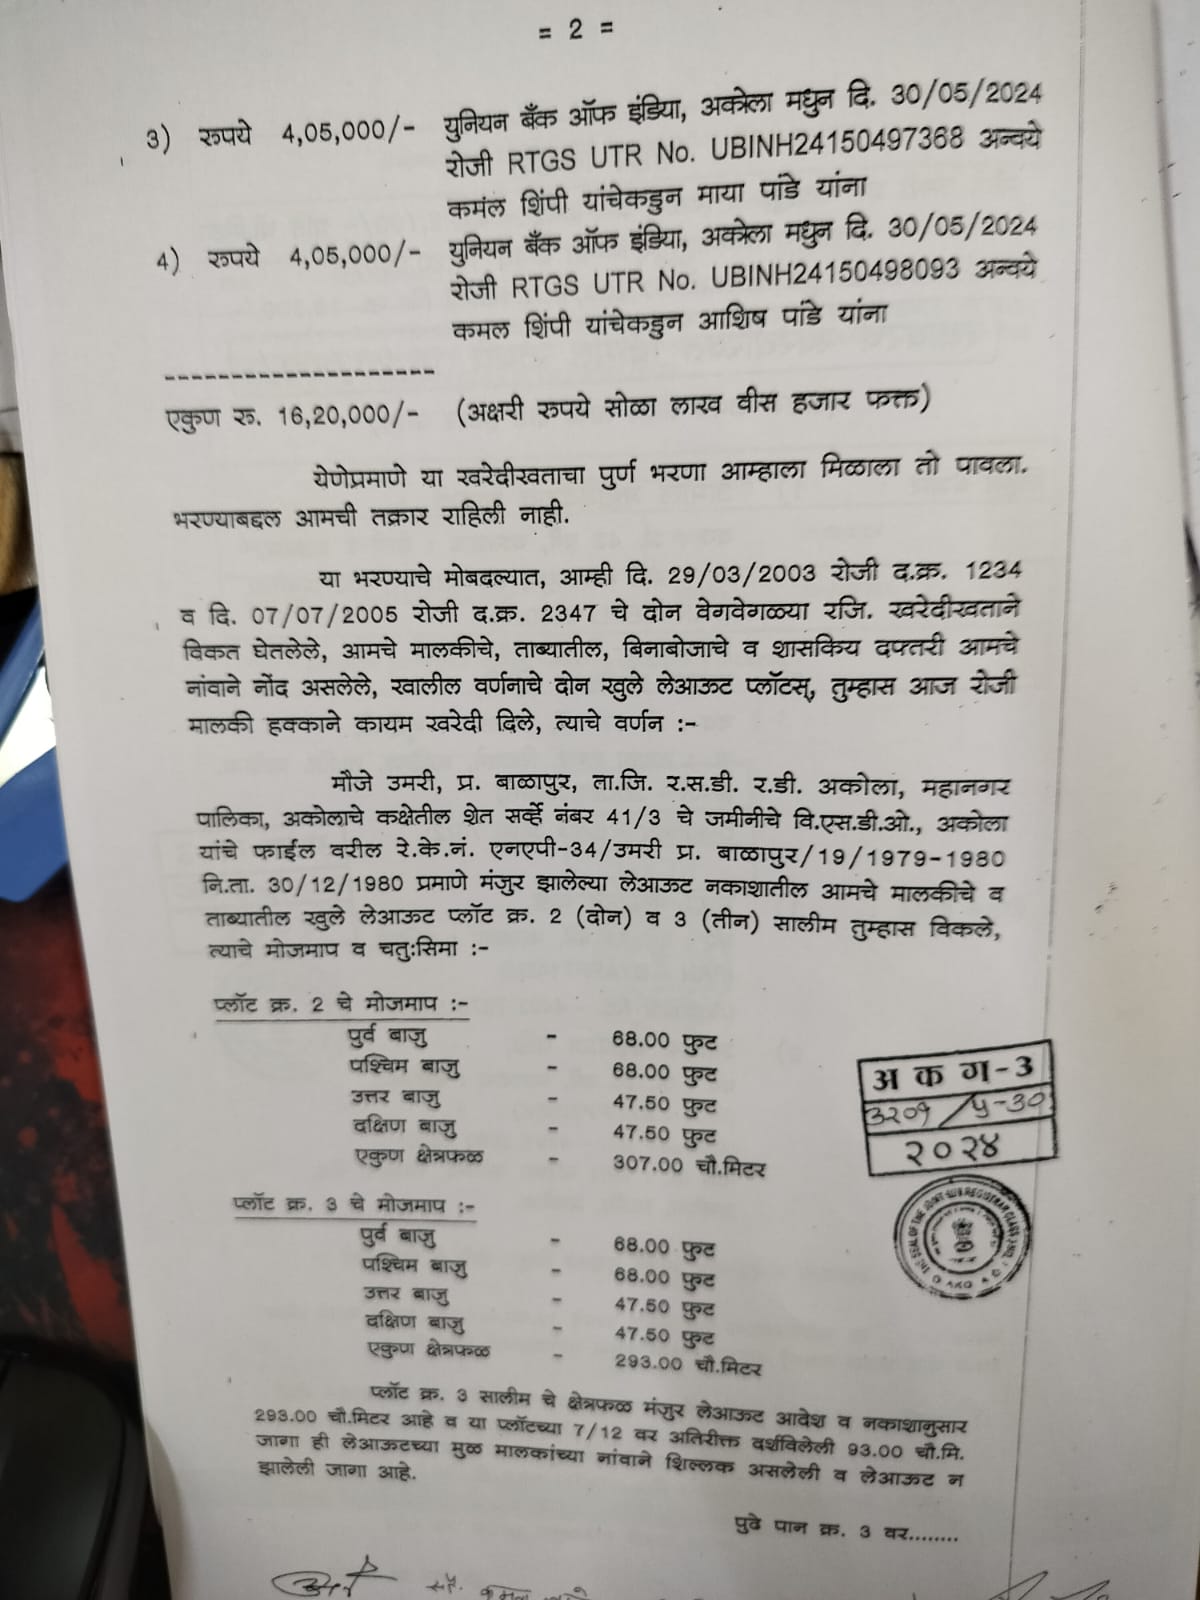 = 2 =
3) रुपये 4,05,000/- युनियन बँक ऑफ इंडिया, अकोला मधुन दि. 30/05/2024
रोजी RTGS UTR No. UBINH24150497368 अन्वये
कमंल शिंपी यांचेकडुन माया पांडे यांना
4) रुपये 4,05,000/- युनियन बँक ऑफ इंडिया, अकोला मधुन दि. 30/05/2024
रोजी RTGS UTR No. UBINH24150498093 अन्वये
कमल शिंपी यांचेकडुन आशिष पांडे यांना
--------------------
एकुण रु. 16,20,000/- (अक्षरी रुपये सोळा लाख वीस हजार फक्त)
येणेप्रमाणे या खरेदीखताचा पुर्ण भरणा आम्हाला मिळाला तो पावला.
भरण्याबद्दल आमची तक्रार राहिली नाही.
या भरण्याचे मोबदल्यात, आम्ही दि. 29/03/2003 रोजी द.क्र. 1234
व दि. 07/07/2005 रोजी द.क्र. 2347 चे दोन वेगवेगळ्या रजि. खरेदीखताने
विकत घेतलेले, आमचे मालकीचे, ताब्यातील, बिनाबोजाचे व शासकिय दफ्तरी आमचे
नांवाने नोंद असलेले, खालील वर्णनाचे दोन खुले लेआऊट प्लॉटस्, तुम्हास आज रोजी
मालकी हक्काने कायम खरेदी दिले, त्याचे वर्णन :-
मौजे उमरी, प्र. बाळापुर, ता.जि. र.स.डी. र.डी. अकोला, महानगर
पालिका, अकोलाचे कक्षेतील शेत सर्व्हे नंबर 41/3 चे जमीनीचे वि.एस.डी.ओ., अकोला
यांचे फाईल वरील रे.के.नं. एनएपी-34/उमरी प्र. बाळापुर/19/1979-1980
नि.ता. 30/12/1980 प्रमाणे मंजुर झालेल्या लेआऊट नकाशातील आमचे मालकीचे व
ताब्यातील खुले लेआऊट प्लॉट क्र. 2 (दोन) व 3 (तीन) सालीम तुम्हास विकले,
त्याचे मोजमाप व चतु:सिमा :-
प्लॉट क्र. 2 चे मोजमाप :-
पुर्व बाजु - 68.00 फुट
पश्चिम बाजु - 68.00 फुट
उत्तर बाजु - 47.50 फुट
दक्षिण बाजु - 47.50 फुट
एकुण क्षेत्रफळ - 307.00 चौ.मिटर
अ क ग-3
३२०१/५-३०
२०२४
प्लॉट क्र. 3 चे मोजमाप :-
पुर्व बाजु - 68.00 फुट
पश्चिम बाजु - 68.00 फुट
उत्तर बाजु - 47.50 फुट
दक्षिण बाजु - 47.50 फुट
एकुण क्षेत्रफळ - 293.00 चौ.मिटर
प्लॉट क्र. 3 सालीम चे क्षेत्रफळ मंजुर लेआऊट आदेश व नकाशानुसार
293.00 चौ.मिटर आहे व या प्लॉटच्या 7/12 वर अतिरीक्त दर्शविलेली 93.00 चौ.मि.
जागा ही लेआऊटच्या मुळ मालकांच्या नांवाने शिल्लक असलेली व लेआऊट न
झालेली जागा आहे.
पुढे पान क्र. 3 वर........